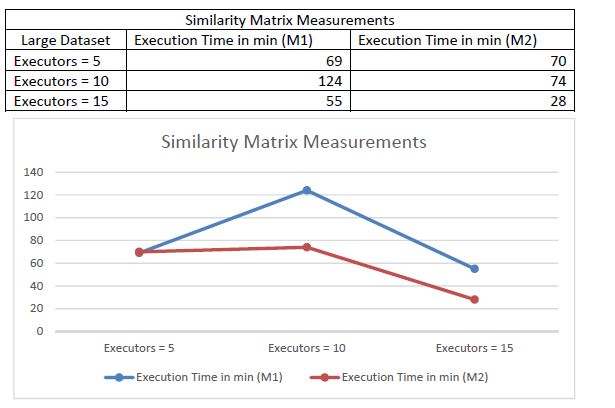 Similarity Matrix Measurements
Large Dataset Execution Time in min (M1) Execution Time in min (M2)
Executors = 5 69 70
Executors = 10 124 74
Executors = 15 55 28
Similarity Matrix Measurements
140
120
100
80
60
40
20
0
Executors = 5 Executors = 10 Executors = 15
Execution Time in min (M1) Execution Time in min (M2)